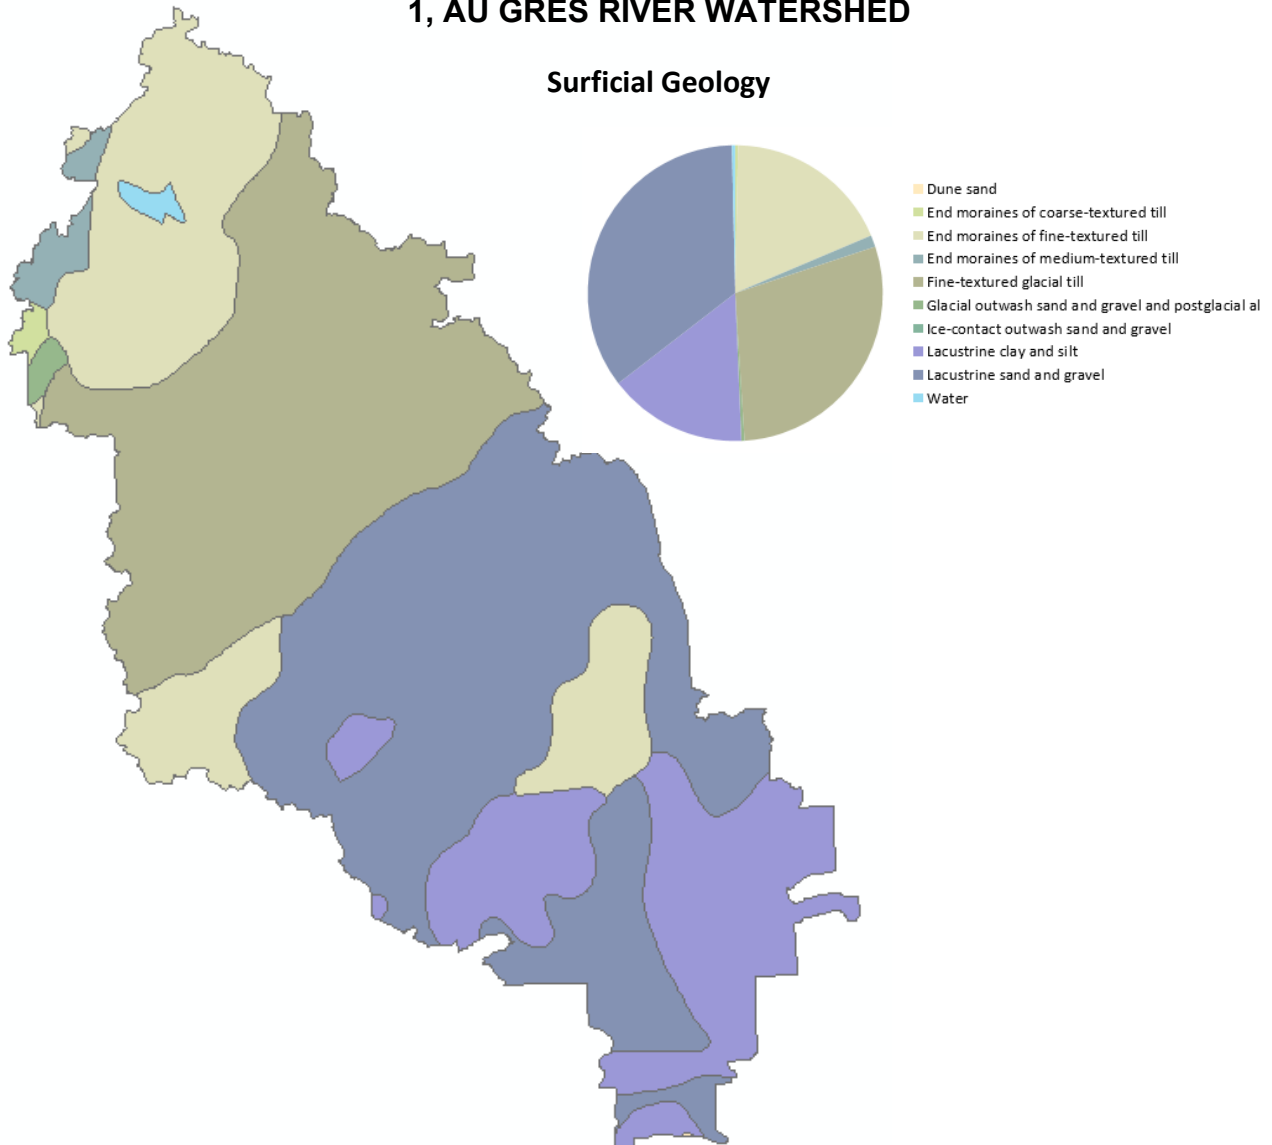 1, AU GRES RIVER WATERSHED
Surficial Geology
Dune sand
End moraines of coarse-textured till
End moraines of fine-textured till
End moraines of medium-textured till
Fine-textured glacial till
Glacial outwash sand and gravel and postglacial al
Ice-contact outwash sand and gravel
Lacustrine clay and silt
Lacustrine sand and gravel
Water